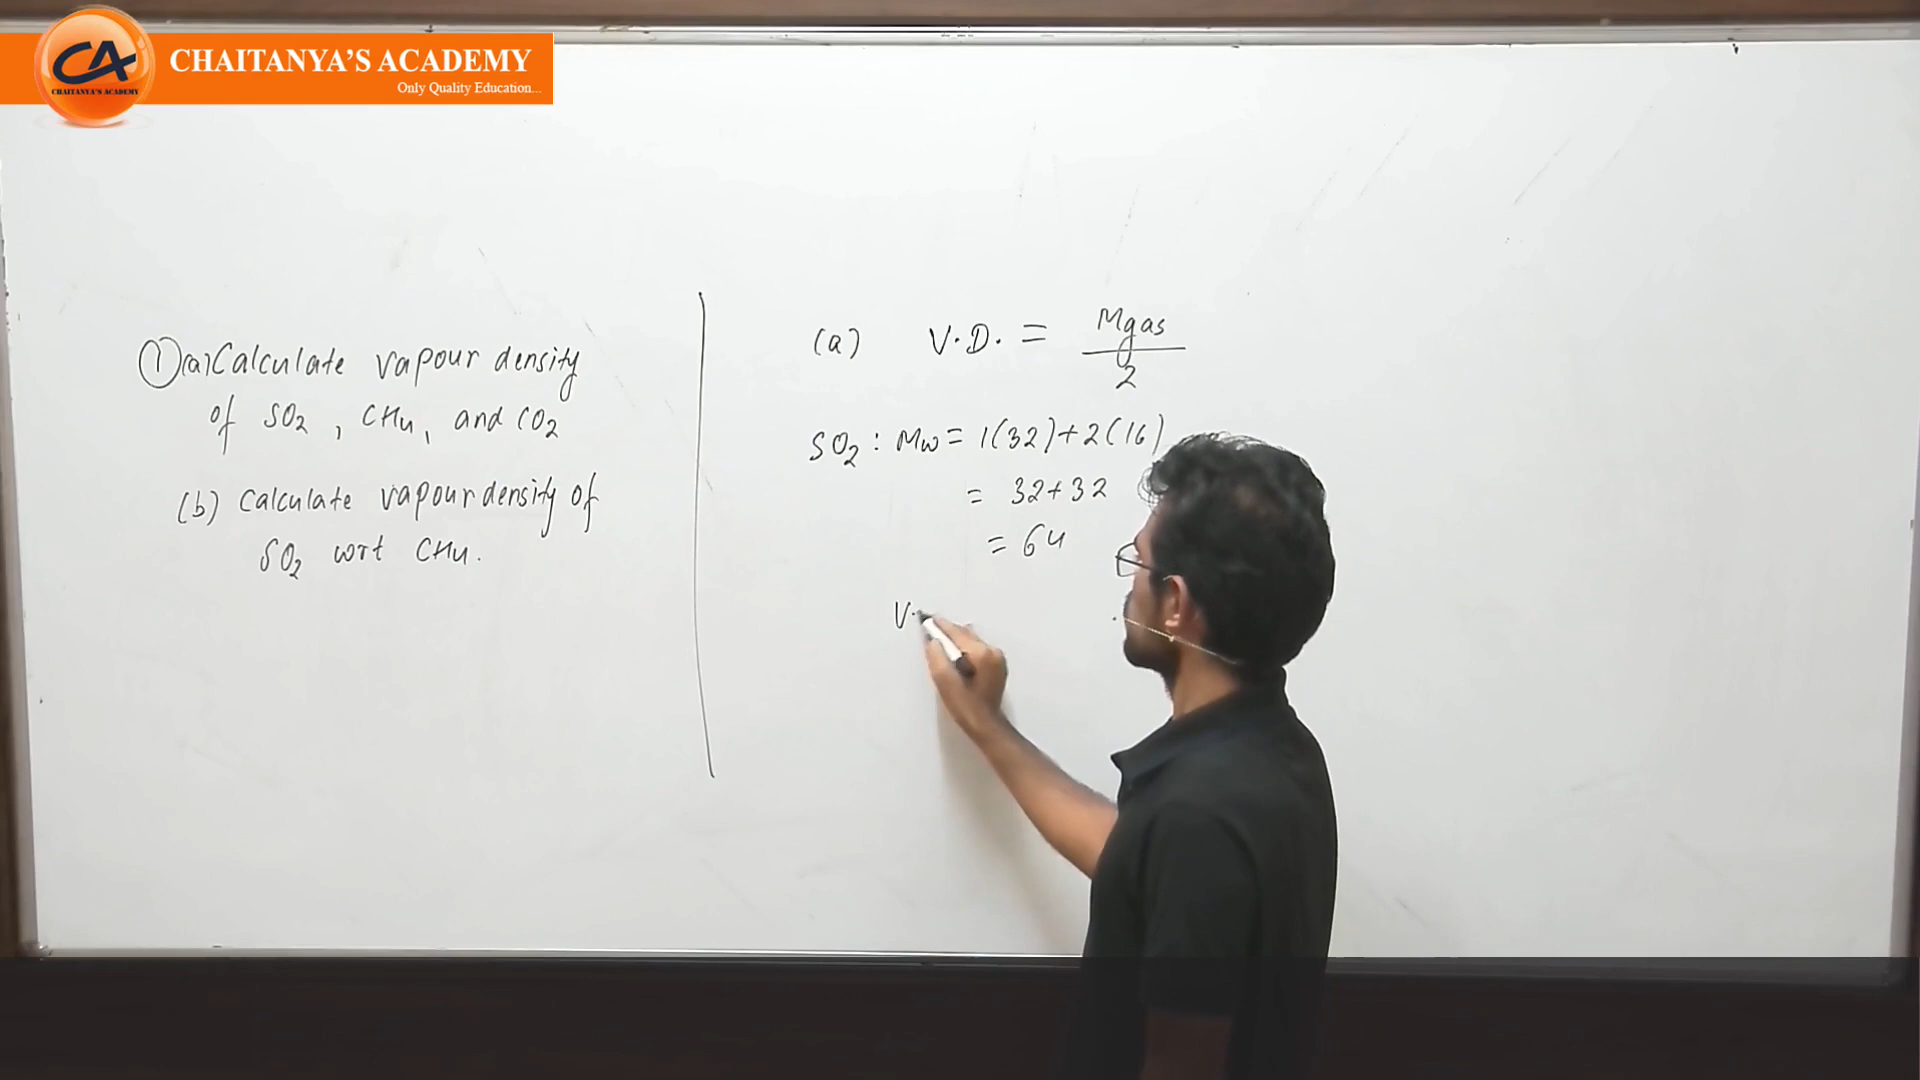 CA
CHAITANYA'S ACADEMY
CHAITANYA'S ACADEMY
Only Quality Education...
① (a) Calculate vapour density
of SO₂, CH₄, and CO₂
(b) Calculate vapour density of
SO₂ wrt CH₄.
(a) V.D. = Mgas / 2
SO₂ : Mw = 1(32)+2(16)
= 32+32
= 64
V.